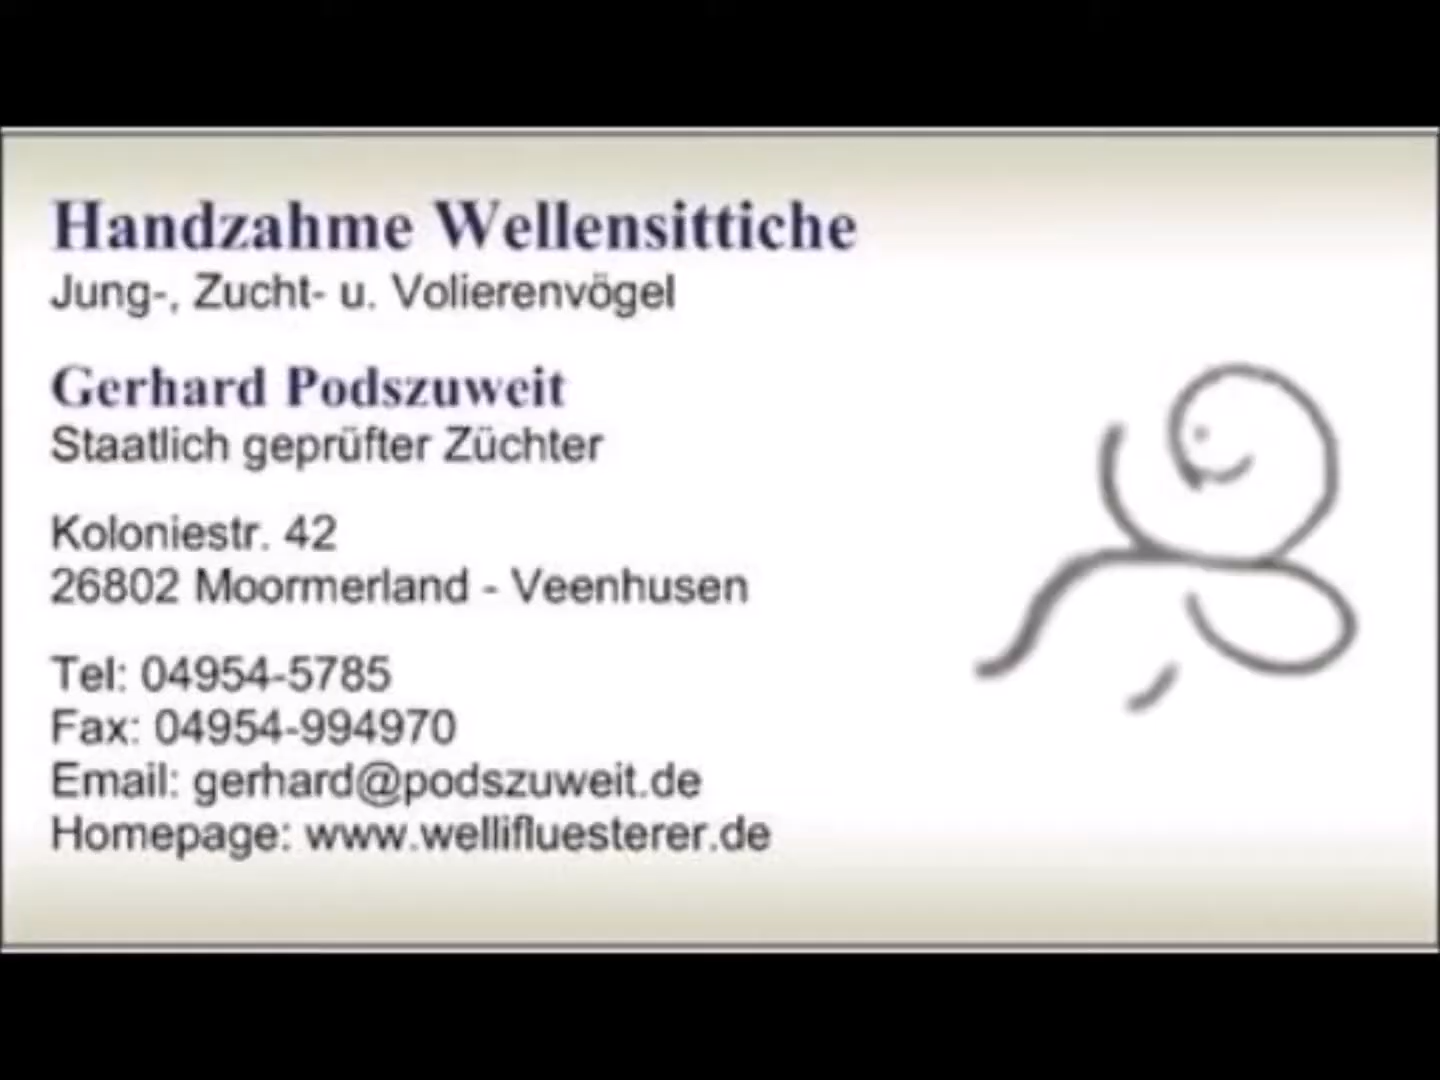 Handzahme Wellensittiche
Jung-, Zucht- u. Volierenvögel
Gerhard Podszuweit
Staatlich geprüfter Züchter
Koloniestr. 42
26802 Moormerland - Veenhusen
Tel: 04954-5785
Fax: 04954-994970
Email: gerhard@podszuweit.de
Homepage: www.wellifluesterer.de